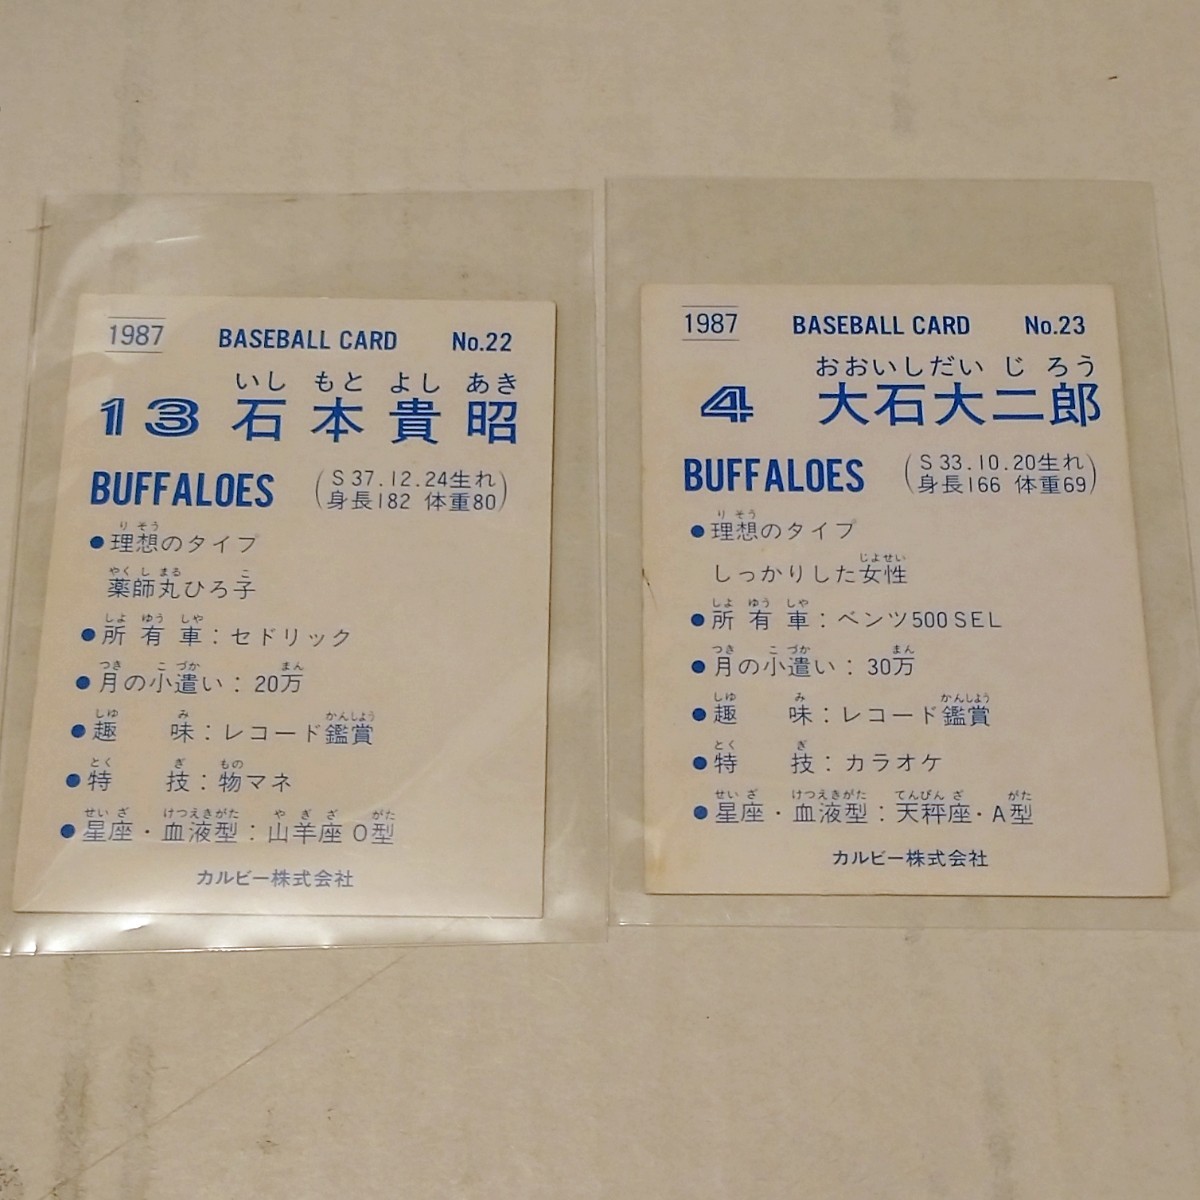 1987 BASEBALL CARD No.22
いし もと よし あき
13 石本貴昭
BUFFALOES (S37.12.24生れ
身長182 体重80)
り そう
●理想のタイプ
やく し まる こ
薬師丸ひろ子
しょ ゆう しゃ
●所有車：セドリック
つき こ づか まん
●月の小遣い：20万
しゅ み かんしょう
●趣味：レコード鑑賞
とく ぎ もの
●特技：物マネ
せい ざ けつえきがた や ぎ ざ がた
●星座・血液型：山羊座 O型
カルビー株式会社
1987 BASEBALL CARD No.23
おおいしだい じ ろう
4 大石大二郎
BUFFALOES (S33.10.20生れ
身長166 体重69)
り そう
●理想のタイプ
じょせい
しっかりした女性
しょ ゆう しゃ
●所有車：ベンツ500SEL
つき こ づか まん
●月の小遣い：30万
しゅ み かんしょう
●趣味：レコード鑑賞
とく ぎ
●特技：カラオケ
せい ざ けつえきがた てんびん ざ がた
●星座・血液型：天秤座・A型
カルビー株式会社